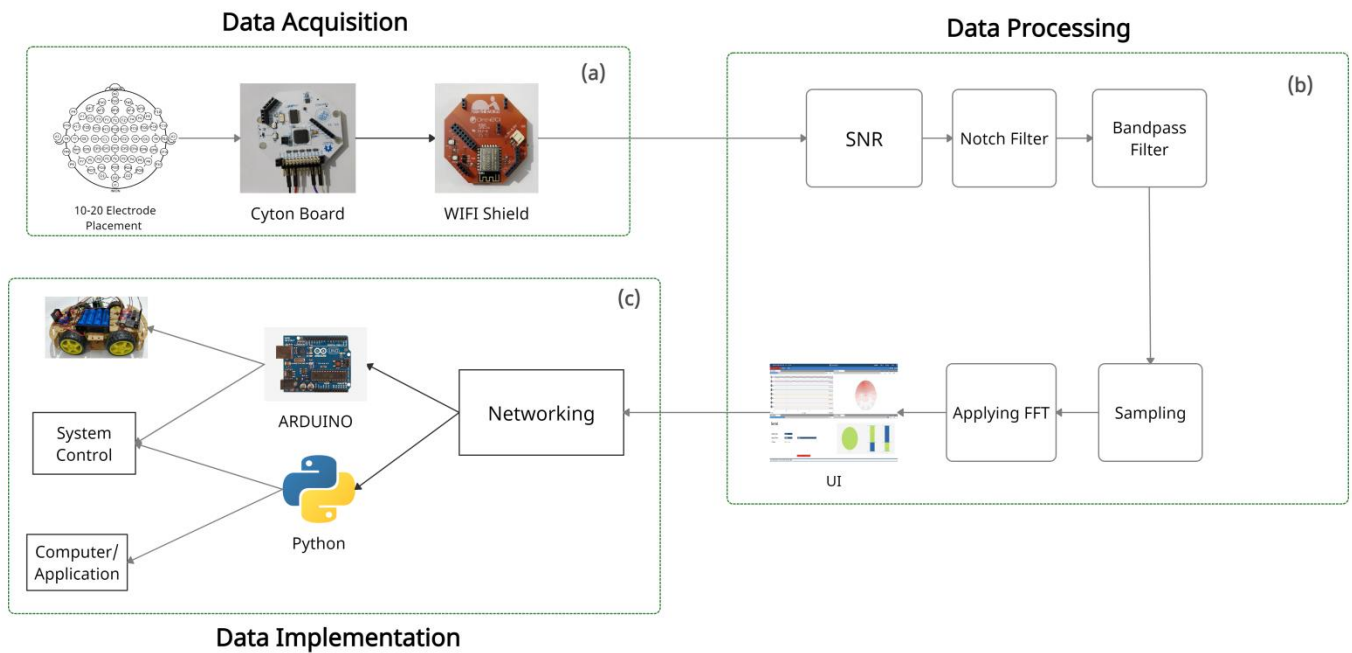 Data Acquisition
(a)
10-20 Electrode
Placement
Cyton Board
WIFI Shield
Data Processing
(b)
SNR
Notch Filter
Bandpass
Filter
Sampling
Applying FFT
UI
(c)
Networking
ARDUINO
Python
System
Control
Computer/
Application
Data Implementation